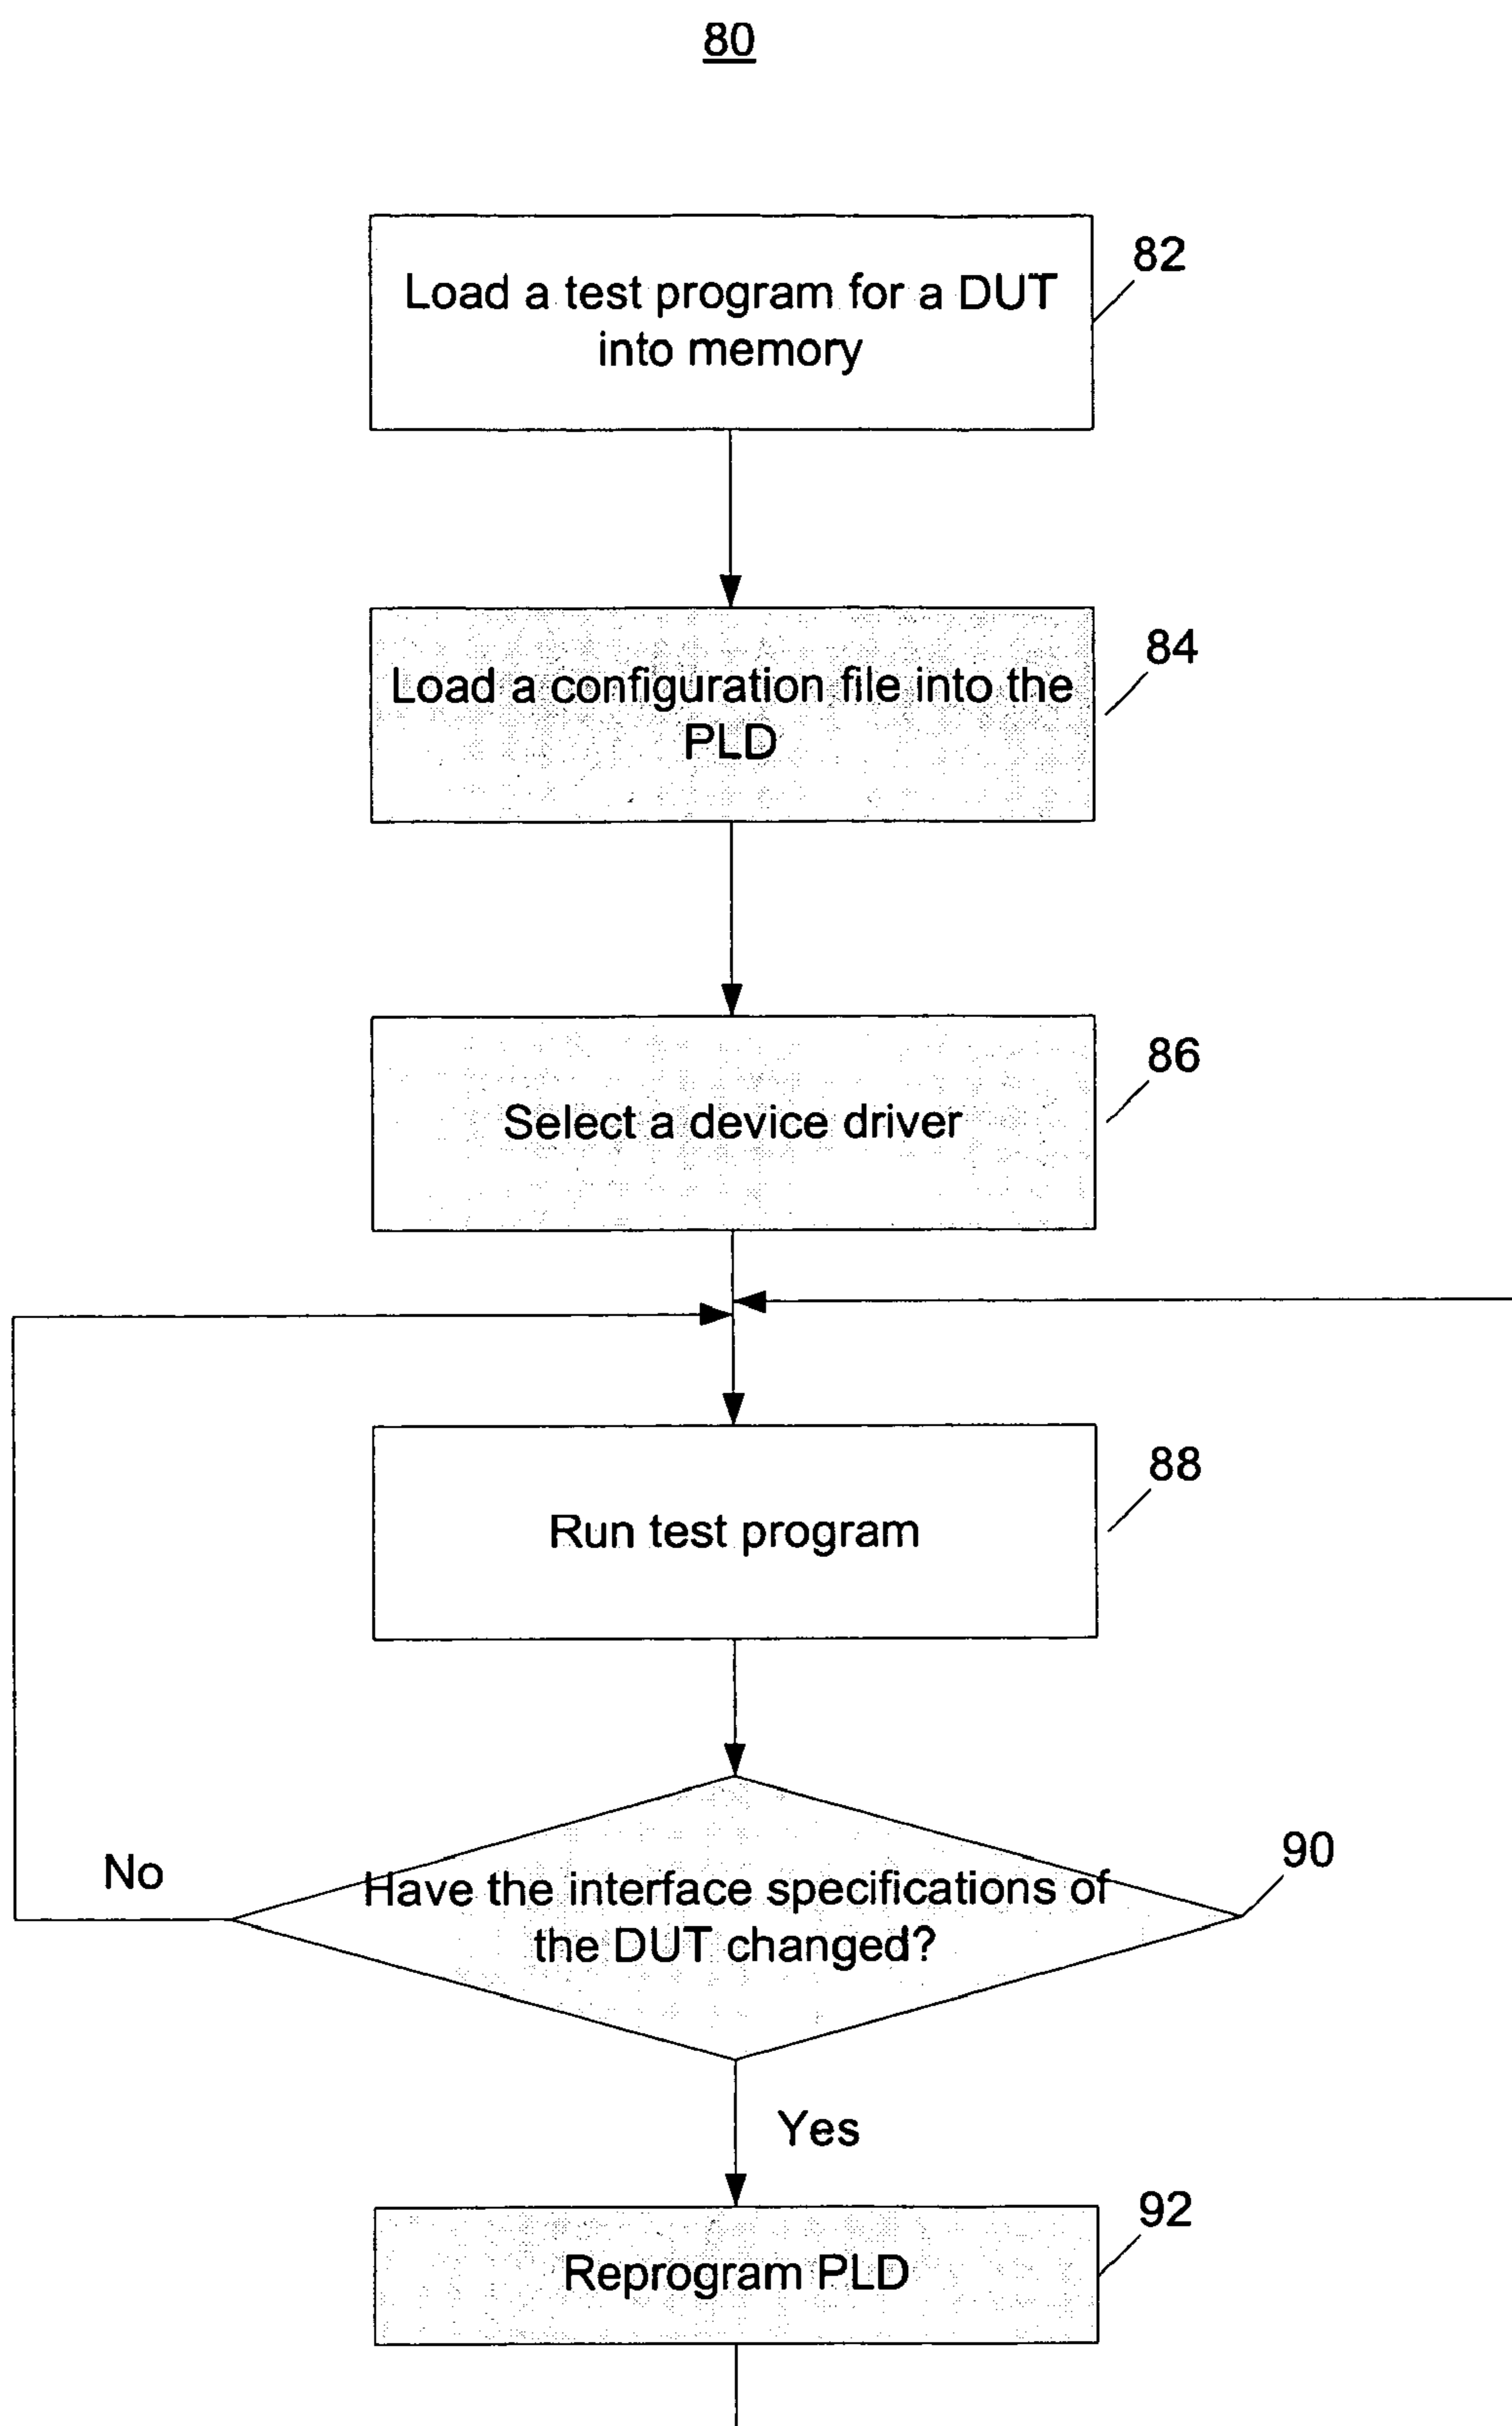 80
Load a test program for a DUT
into memory
82
Load a configuration file into the
PLD
84
Select a device driver
86
Run test program
88
Have the interface specifications of
the DUT changed?
90
No
Yes
Reprogram PLD
92